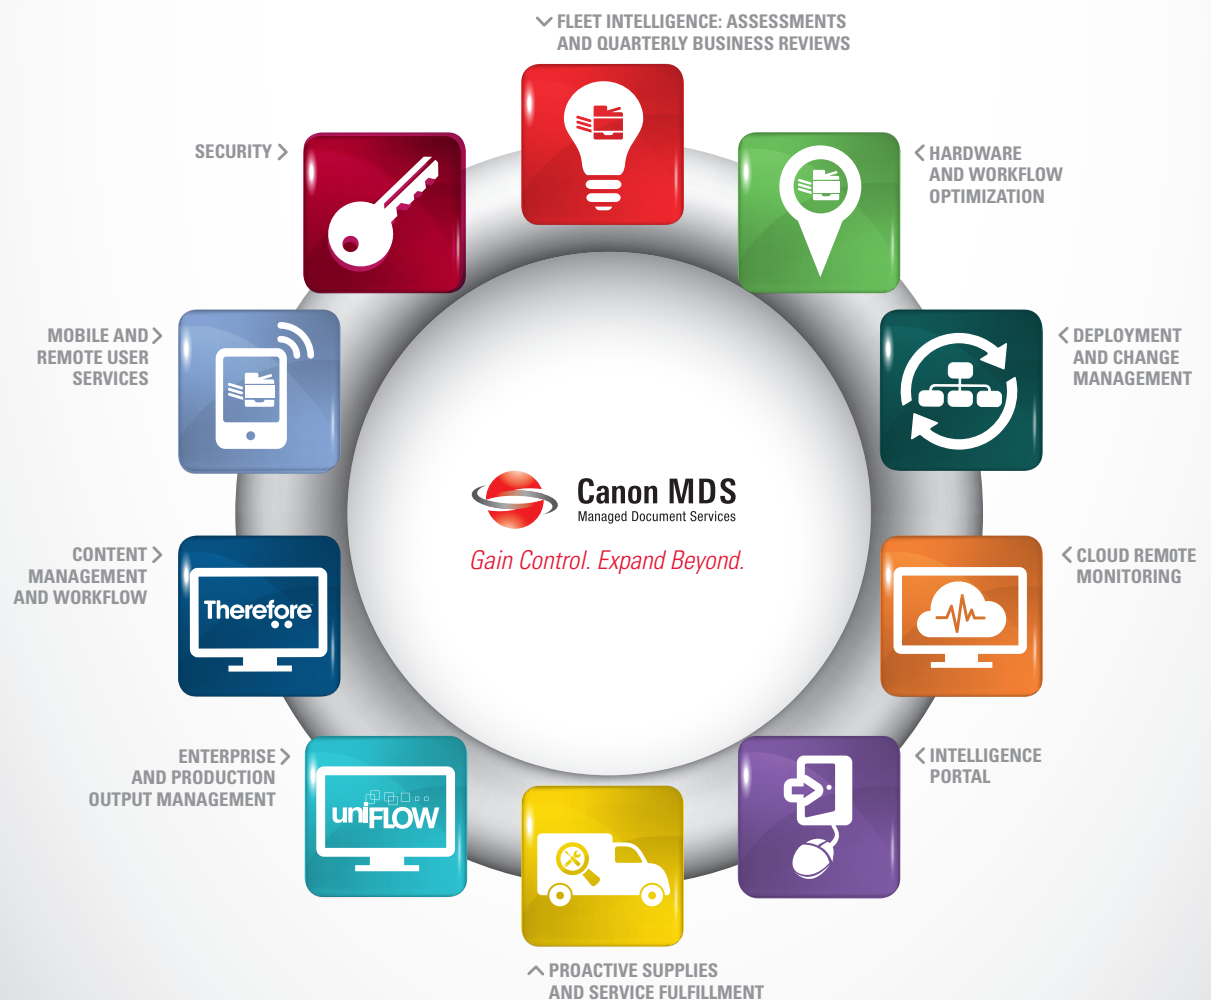 FLEET INTELLIGENCE: ASSESSMENTS
AND QUARTERLY BUSINESS REVIEWS
SECURITY
HARDWARE
AND WORKFLOW
OPTIMIZATION
MOBILE AND
REMOTE USER
SERVICES
DEPLOYMENT
AND CHANGE
MANAGEMENT
Canon MDS
Managed Document Services
Gain Control. Expand Beyond.
CONTENT
MANAGEMENT
AND WORKFLOW
Therefore
CLOUD REMOTE
MONITORING
ENTERPRISE
AND PRODUCTION
OUTPUT MANAGEMENT
uniFLOW
INTELLIGENCE
PORTAL
PROACTIVE SUPPLIES
AND SERVICE FULFILLMENT